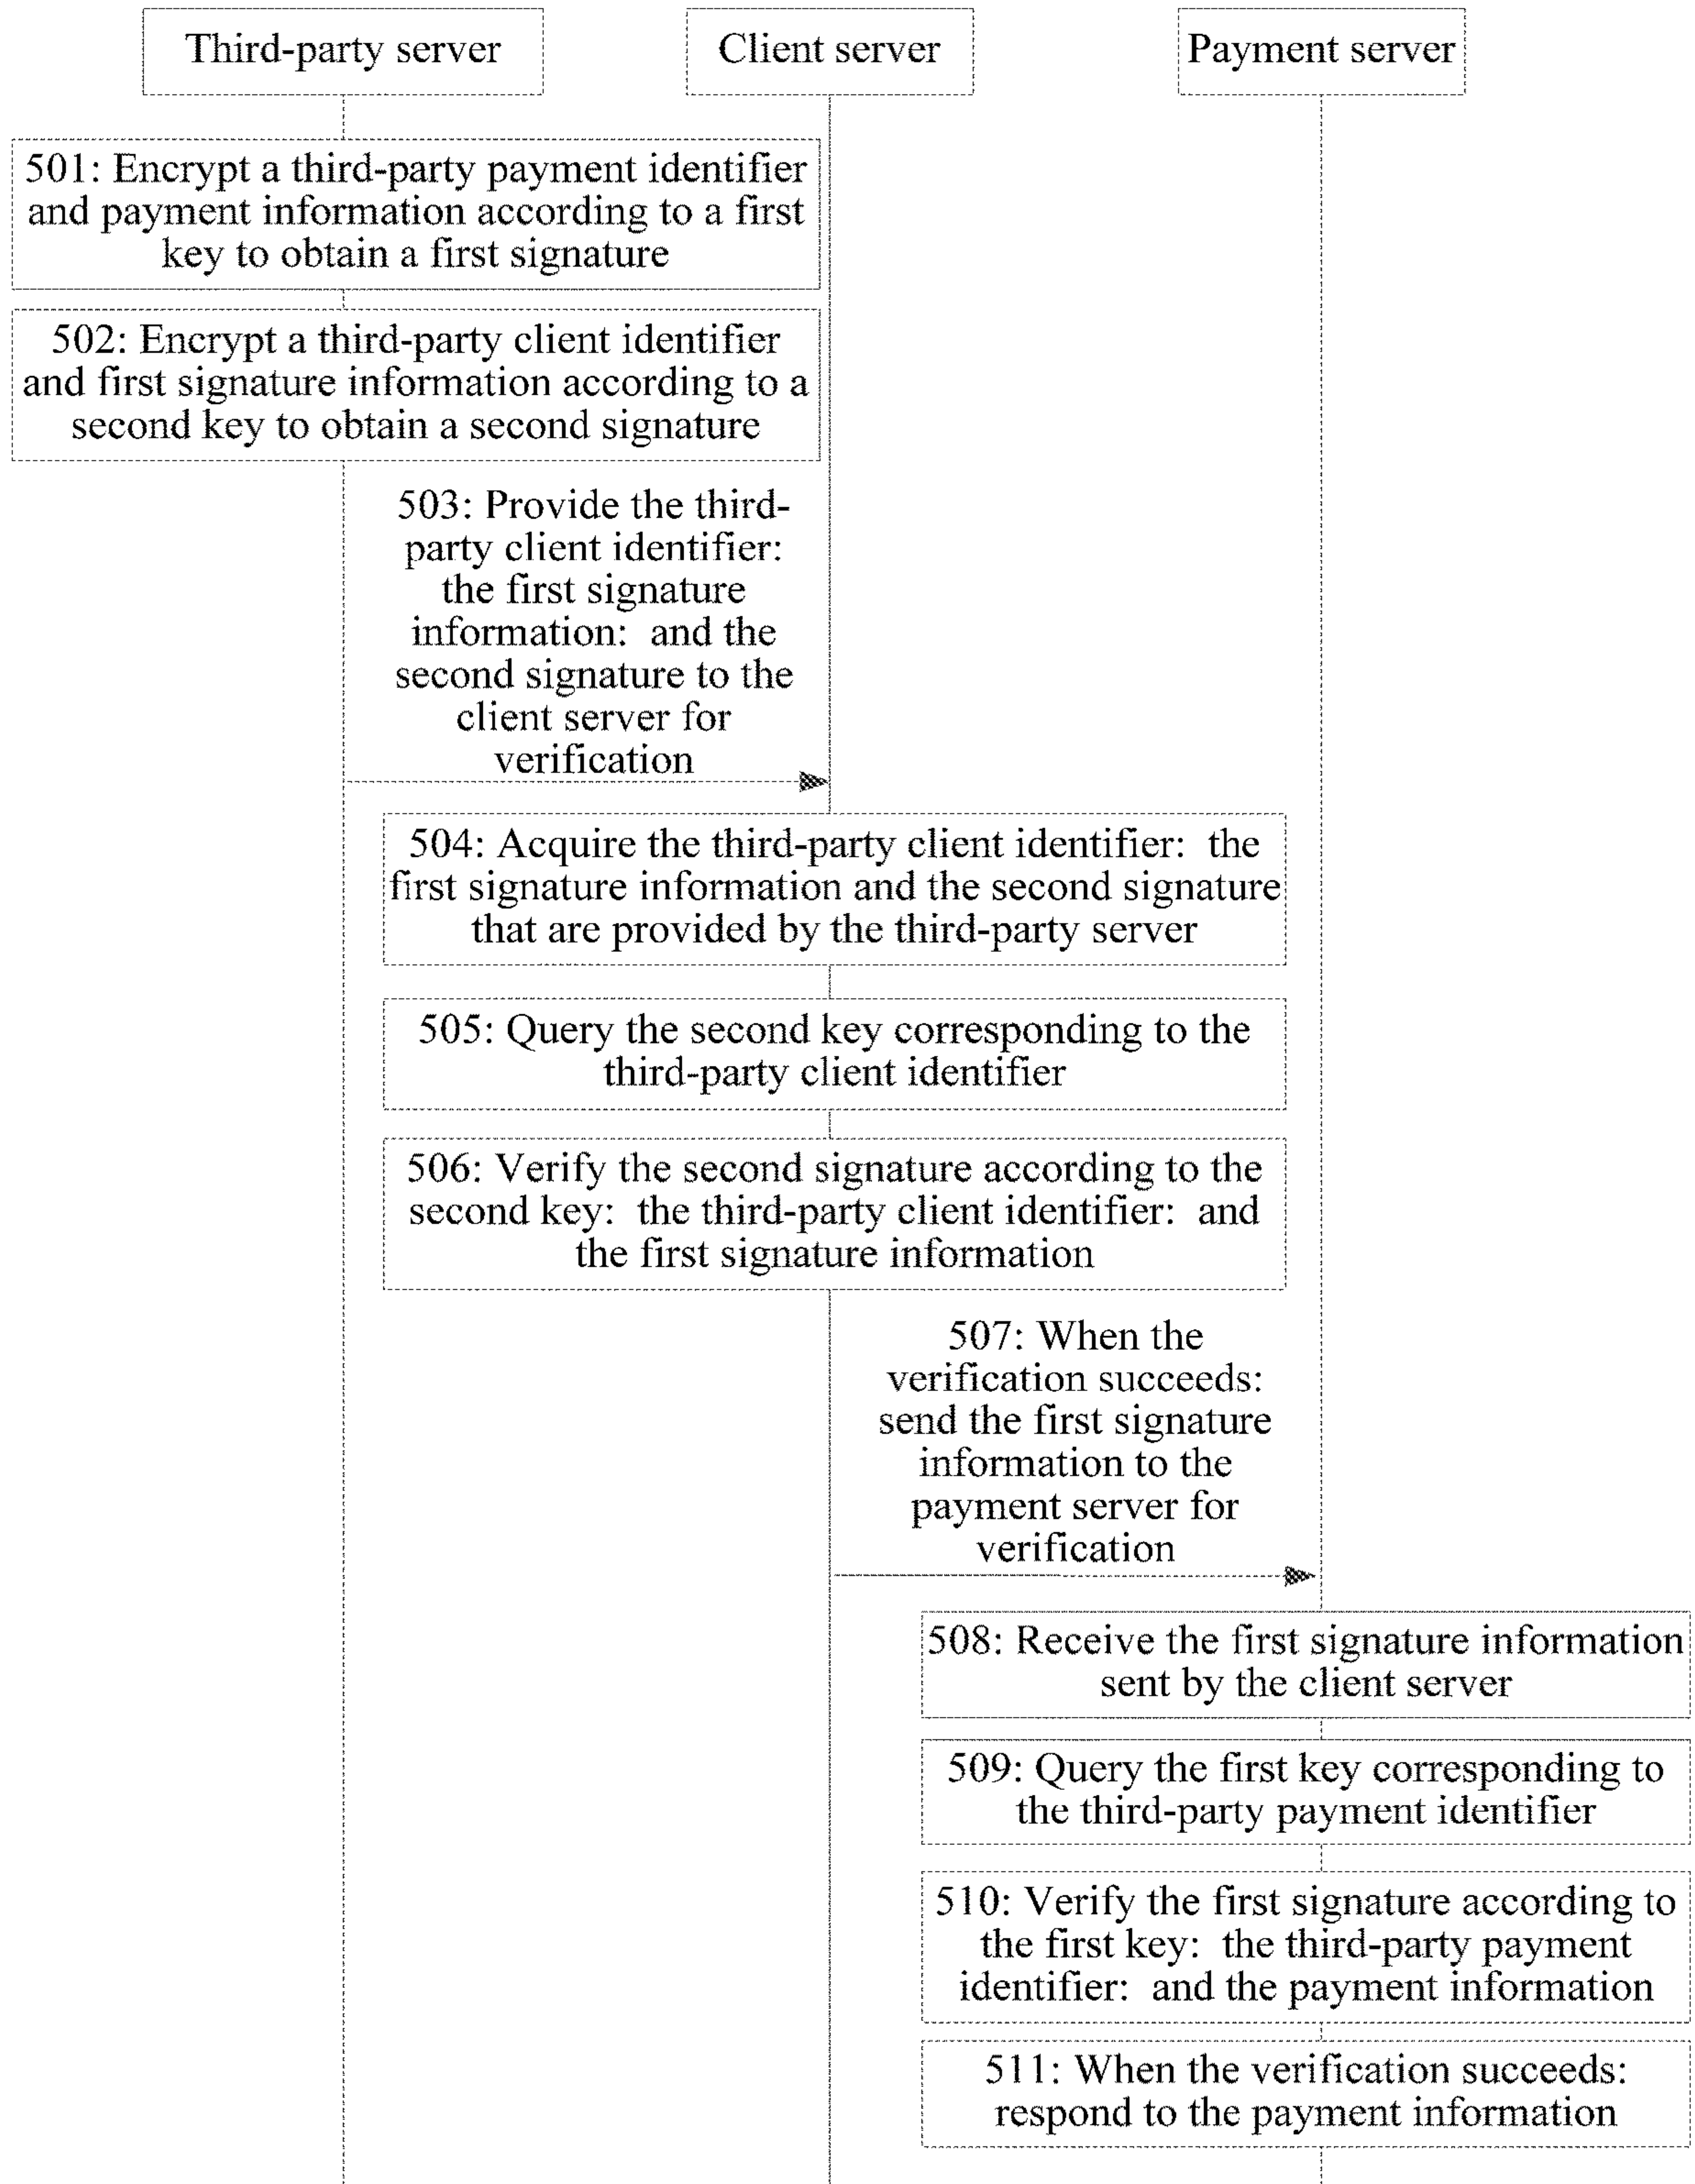 Third-party server
Client server
Payment server
501: Encrypt a third-party payment identifier
and payment information according to a first
key to obtain a first signature
502: Encrypt a third-party client identifier
and first signature information according to a
second key to obtain a second signature
503: Provide the third-
party client identifier:
the first signature
information: and the
second signature to the
client server for
verification
504: Acquire the third-party client identifier: the
first signature information and the second signature
that are provided by the third-party server
505: Query the second key corresponding to the
third-party client identifier
506: Verify the second signature according to the
second key: the third-party client identifier: and
the first signature information
507: When the
verification succeeds:
send the first signature
information to the
payment server for
verification
508: Receive the first signature information
sent by the client server
509: Query the first key corresponding to
the third-party payment identifier
510: Verify the first signature according to
the first key: the third-party payment
identifier: and the payment information
511: When the verification succeeds:
respond to the payment information